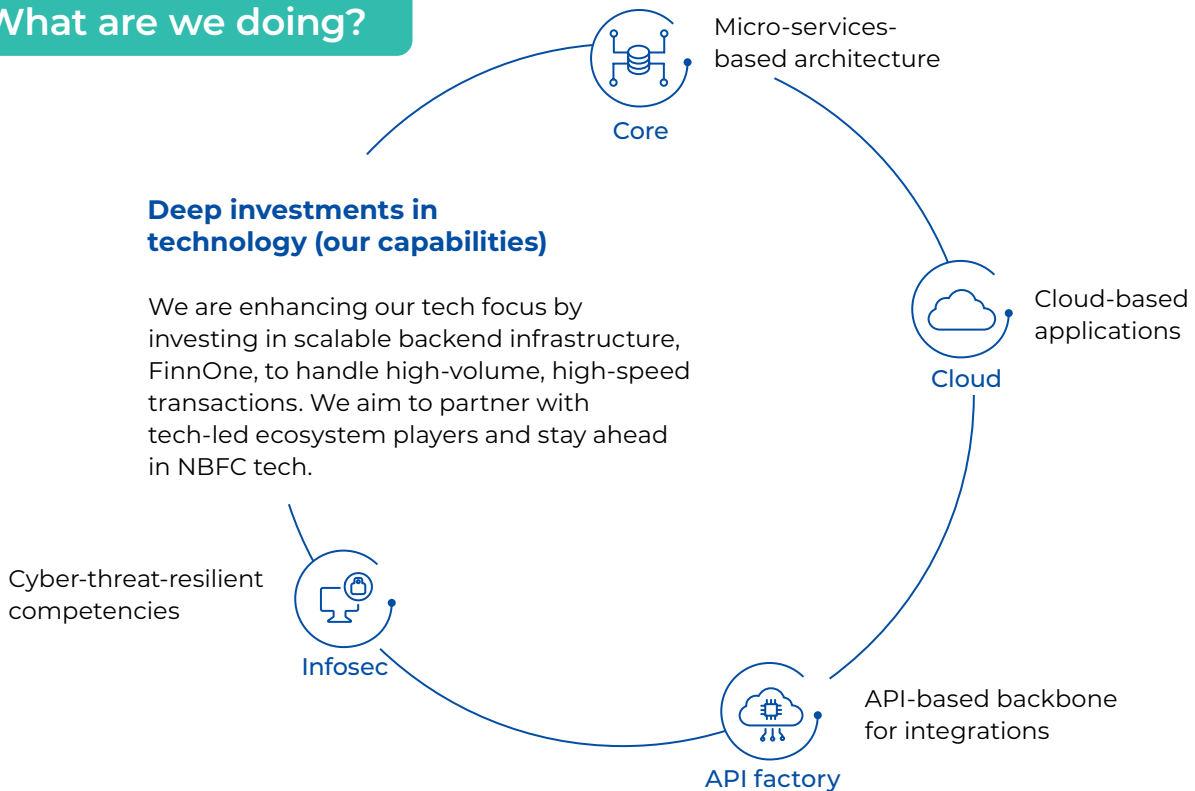 What are we doing?
Micro-services-
based architecture
Core
Deep investments in
technology (our capabilities)
We are enhancing our tech focus by
investing in scalable backend infrastructure,
FinnOne, to handle high-volume, high-speed
transactions. We aim to partner with
tech-led ecosystem players and stay ahead
in NBFC tech.
Cloud-based
applications
Cloud
Cyber-threat-resilient
competencies
Infosec
API-based backbone
for integrations
API factory